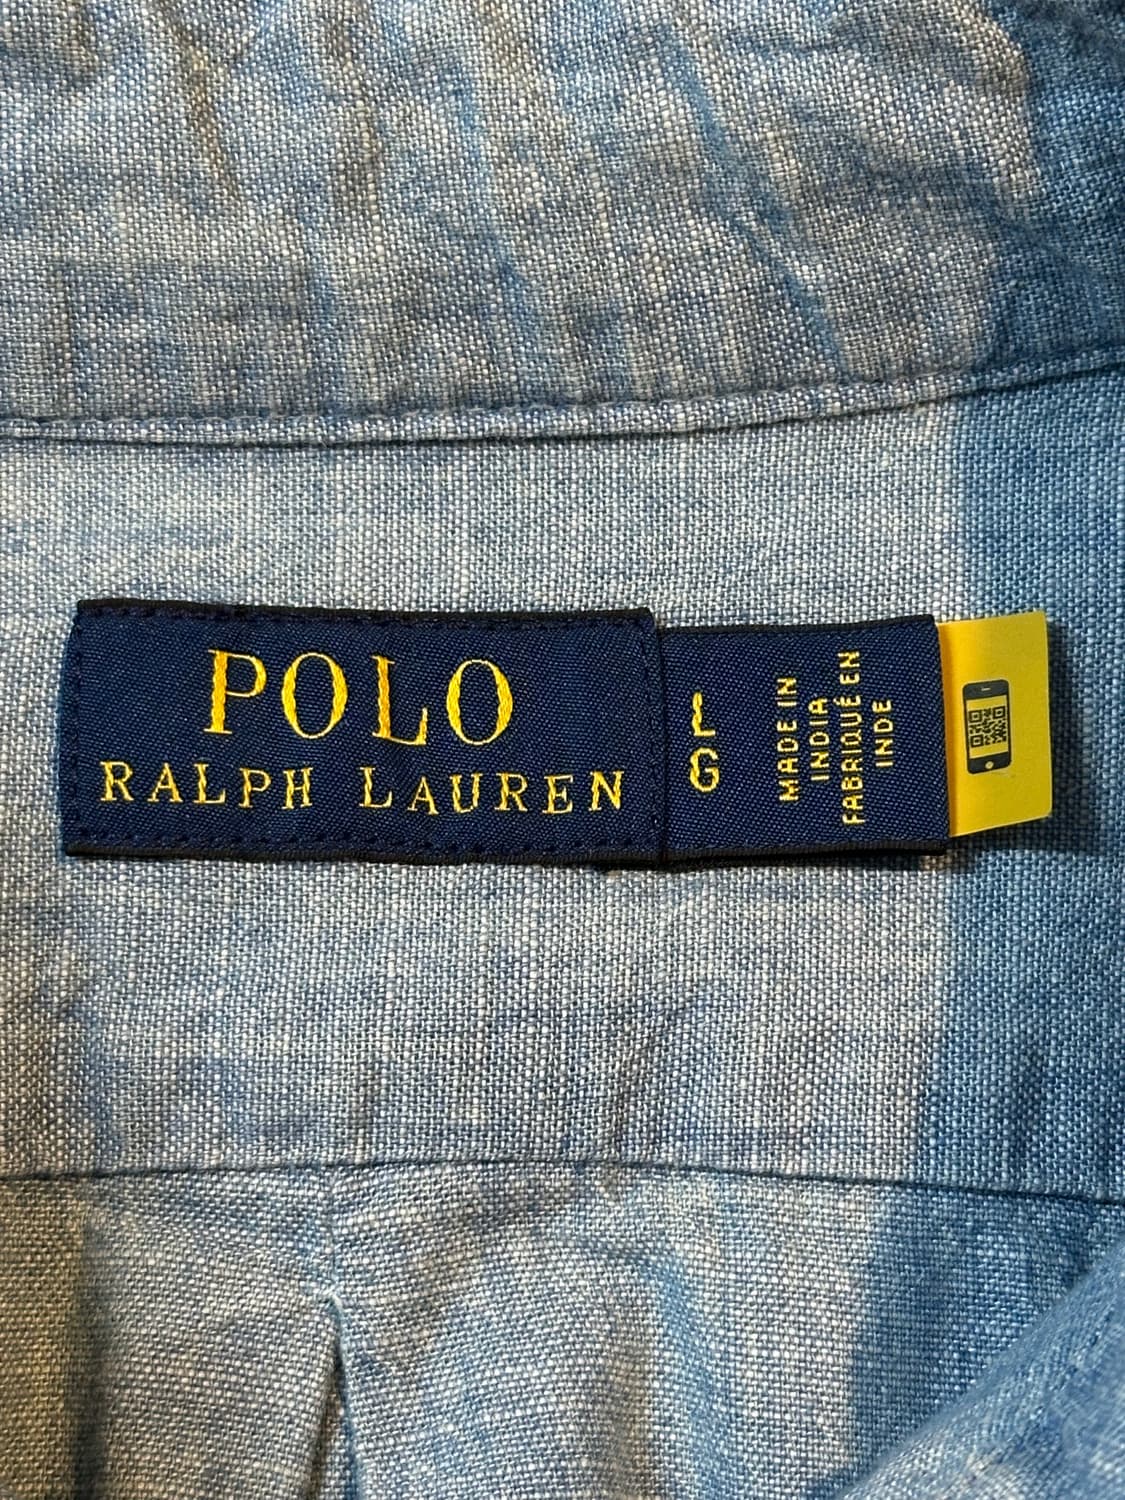 POLO
RALPH LAUREN
L
G
MADE IN
INDIA
FABRIQUÉ EN
INDE